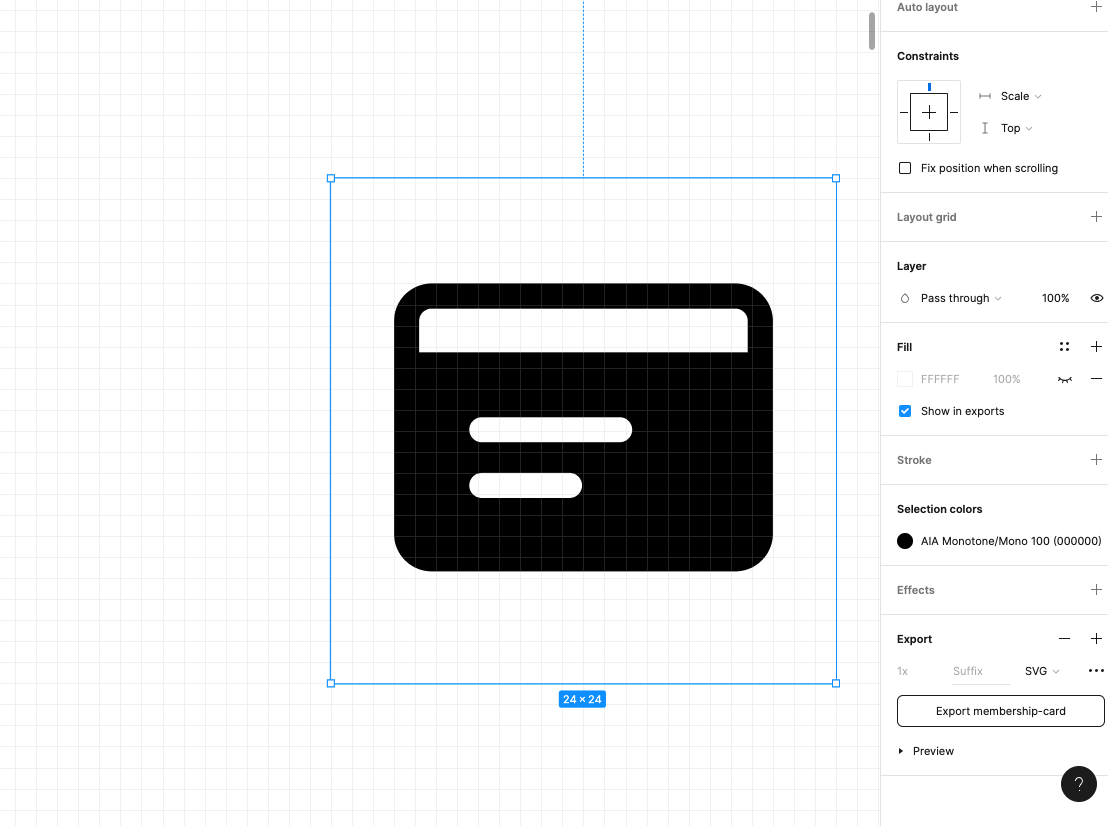 Auto layout
Constraints
Scale
Top
Fix position when scrolling
Layout grid
Layer
Pass through 100%
Fill
FFFFFF 100%
Show in exports
Stroke
Selection colors
AIA Monotone/Mono 100 (000000)
Effects
Export
1x Suffix SVG
Export membership-card
24 × 24
Preview
?